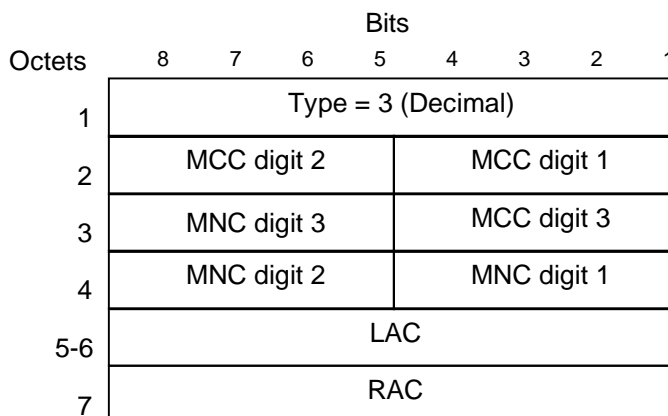 Bits
Octets 8 7 6 5 4 3 2 1
1 Type = 3 (Decimal)
2 MCC digit 2 MCC digit 1
3 MNC digit 3 MCC digit 3
4 MNC digit 2 MNC digit 1
5-6 LAC
7 RAC